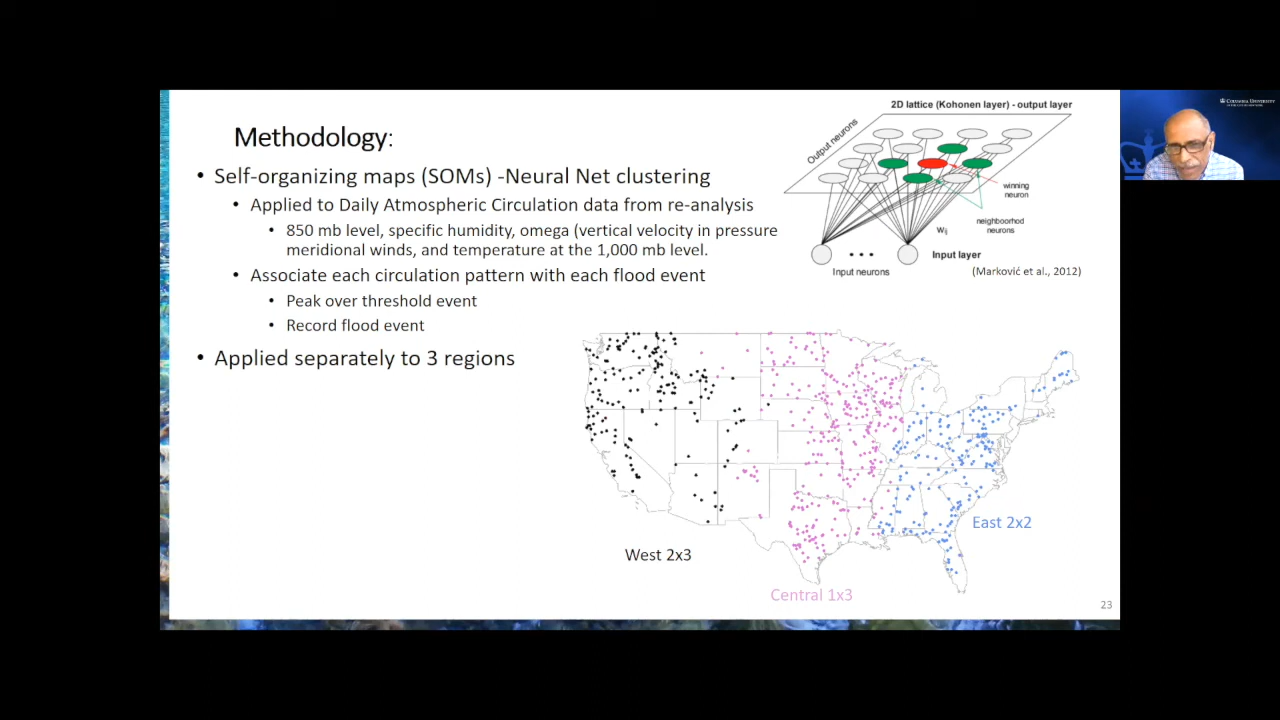 Methodology:
• Self-organizing maps (SOMs) -Neural Net clustering
• Applied to Daily Atmospheric Circulation data from re-analysis
• 850 mb level, specific humidity, omega (vertical velocity in pressure
meridional winds, and temperature at the 1,000 mb level.
• Associate each circulation pattern with each flood event
• Peak over threshold event
• Record flood event
• Applied separately to 3 regions
2D lattice (Kohonen layer) - output layer
Output neurons
winning
neuron
neighboorhod
neurons
wij
Input layer
Input neurons
(Marković et al., 2012)
West 2x3
Central 1x3
East 2x2
23
COLUMBIA UNIVERSITY